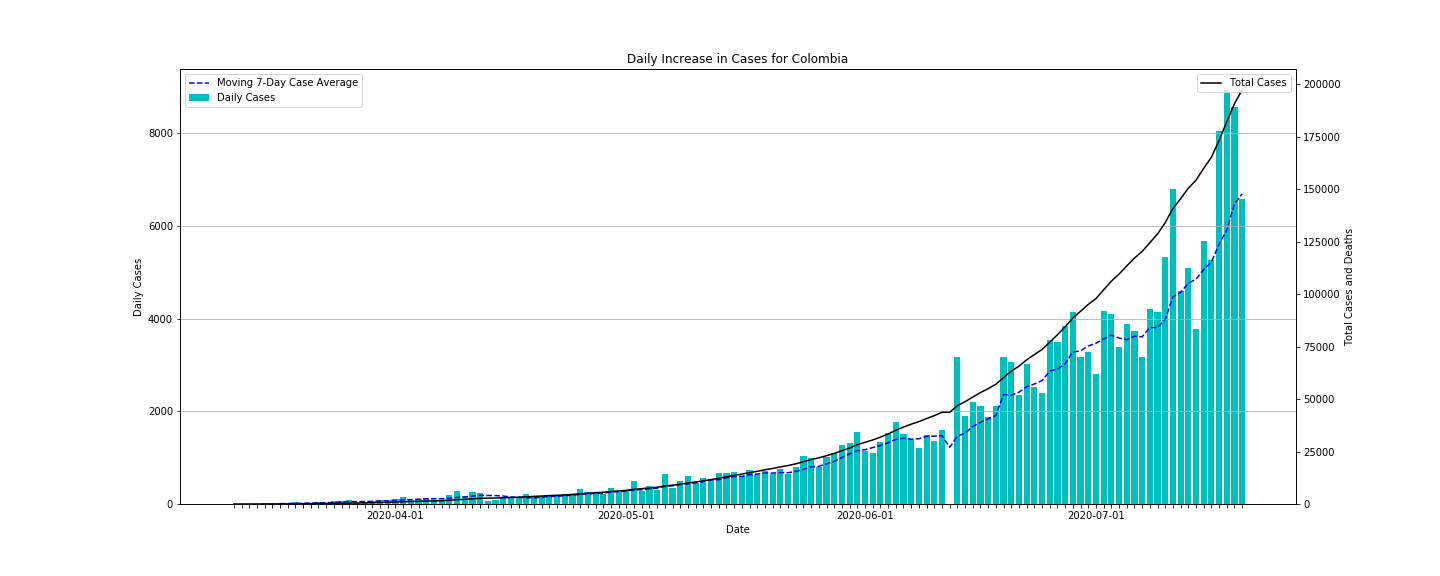 Daily Increase in Cases for Colombia
Moving 7-Day Case Average
Daily Cases
Total Cases
8000
6000
4000
2000
0
Daily Cases
200000
175000
150000
125000
100000
75000
50000
25000
0
Total Cases and Deaths
2020-04-01
2020-05-01
2020-06-01
2020-07-01
Date